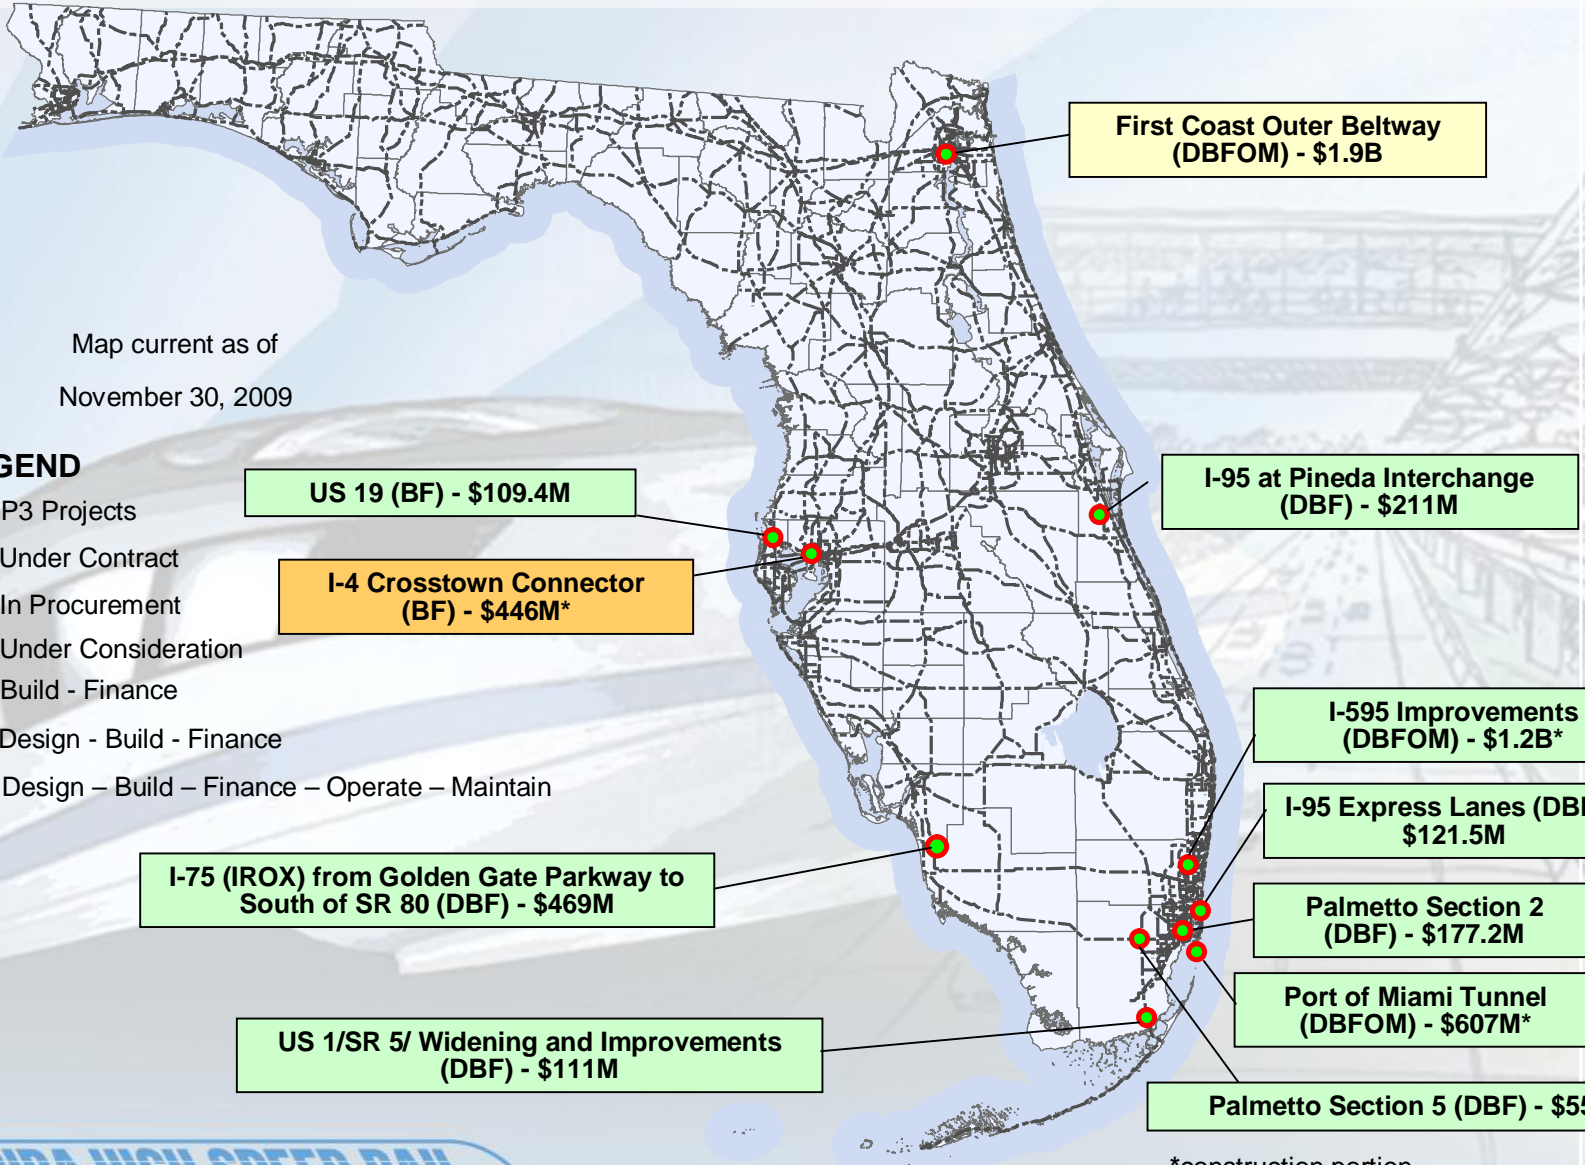 First Coast Outer Beltway
(DBFOM) - $1.9B
Map current as of
November 30, 2009
P3 Projects
Under Contract
In Procurement
Under Consideration
Build - Finance
Design - Build - Finance
Design – Build – Finance – Operate – Maintain
US 19 (BF) - $109.4M
I-4 Crosstown Connector
(BF) - $446M*
I-95 at Pineda Interchange
(DBF) - $211M
I-595 Improvements
(DBFOM) - $1.2B*
I-95 Express Lanes
$121.5M
I-75 (IROX) from Golden Gate Parkway to
South of SR 80 (DBF) - $469M
Palmetto Section 2
(DBF) - $177.2M
Port of Miami Tunnel
(DBFOM) - $607M*
US 1/SR 5/ Widening and Improvements
(DBF) - $111M
Palmetto Section 5 (DBF) -
HIGH SPEED RAIL
*construction portion